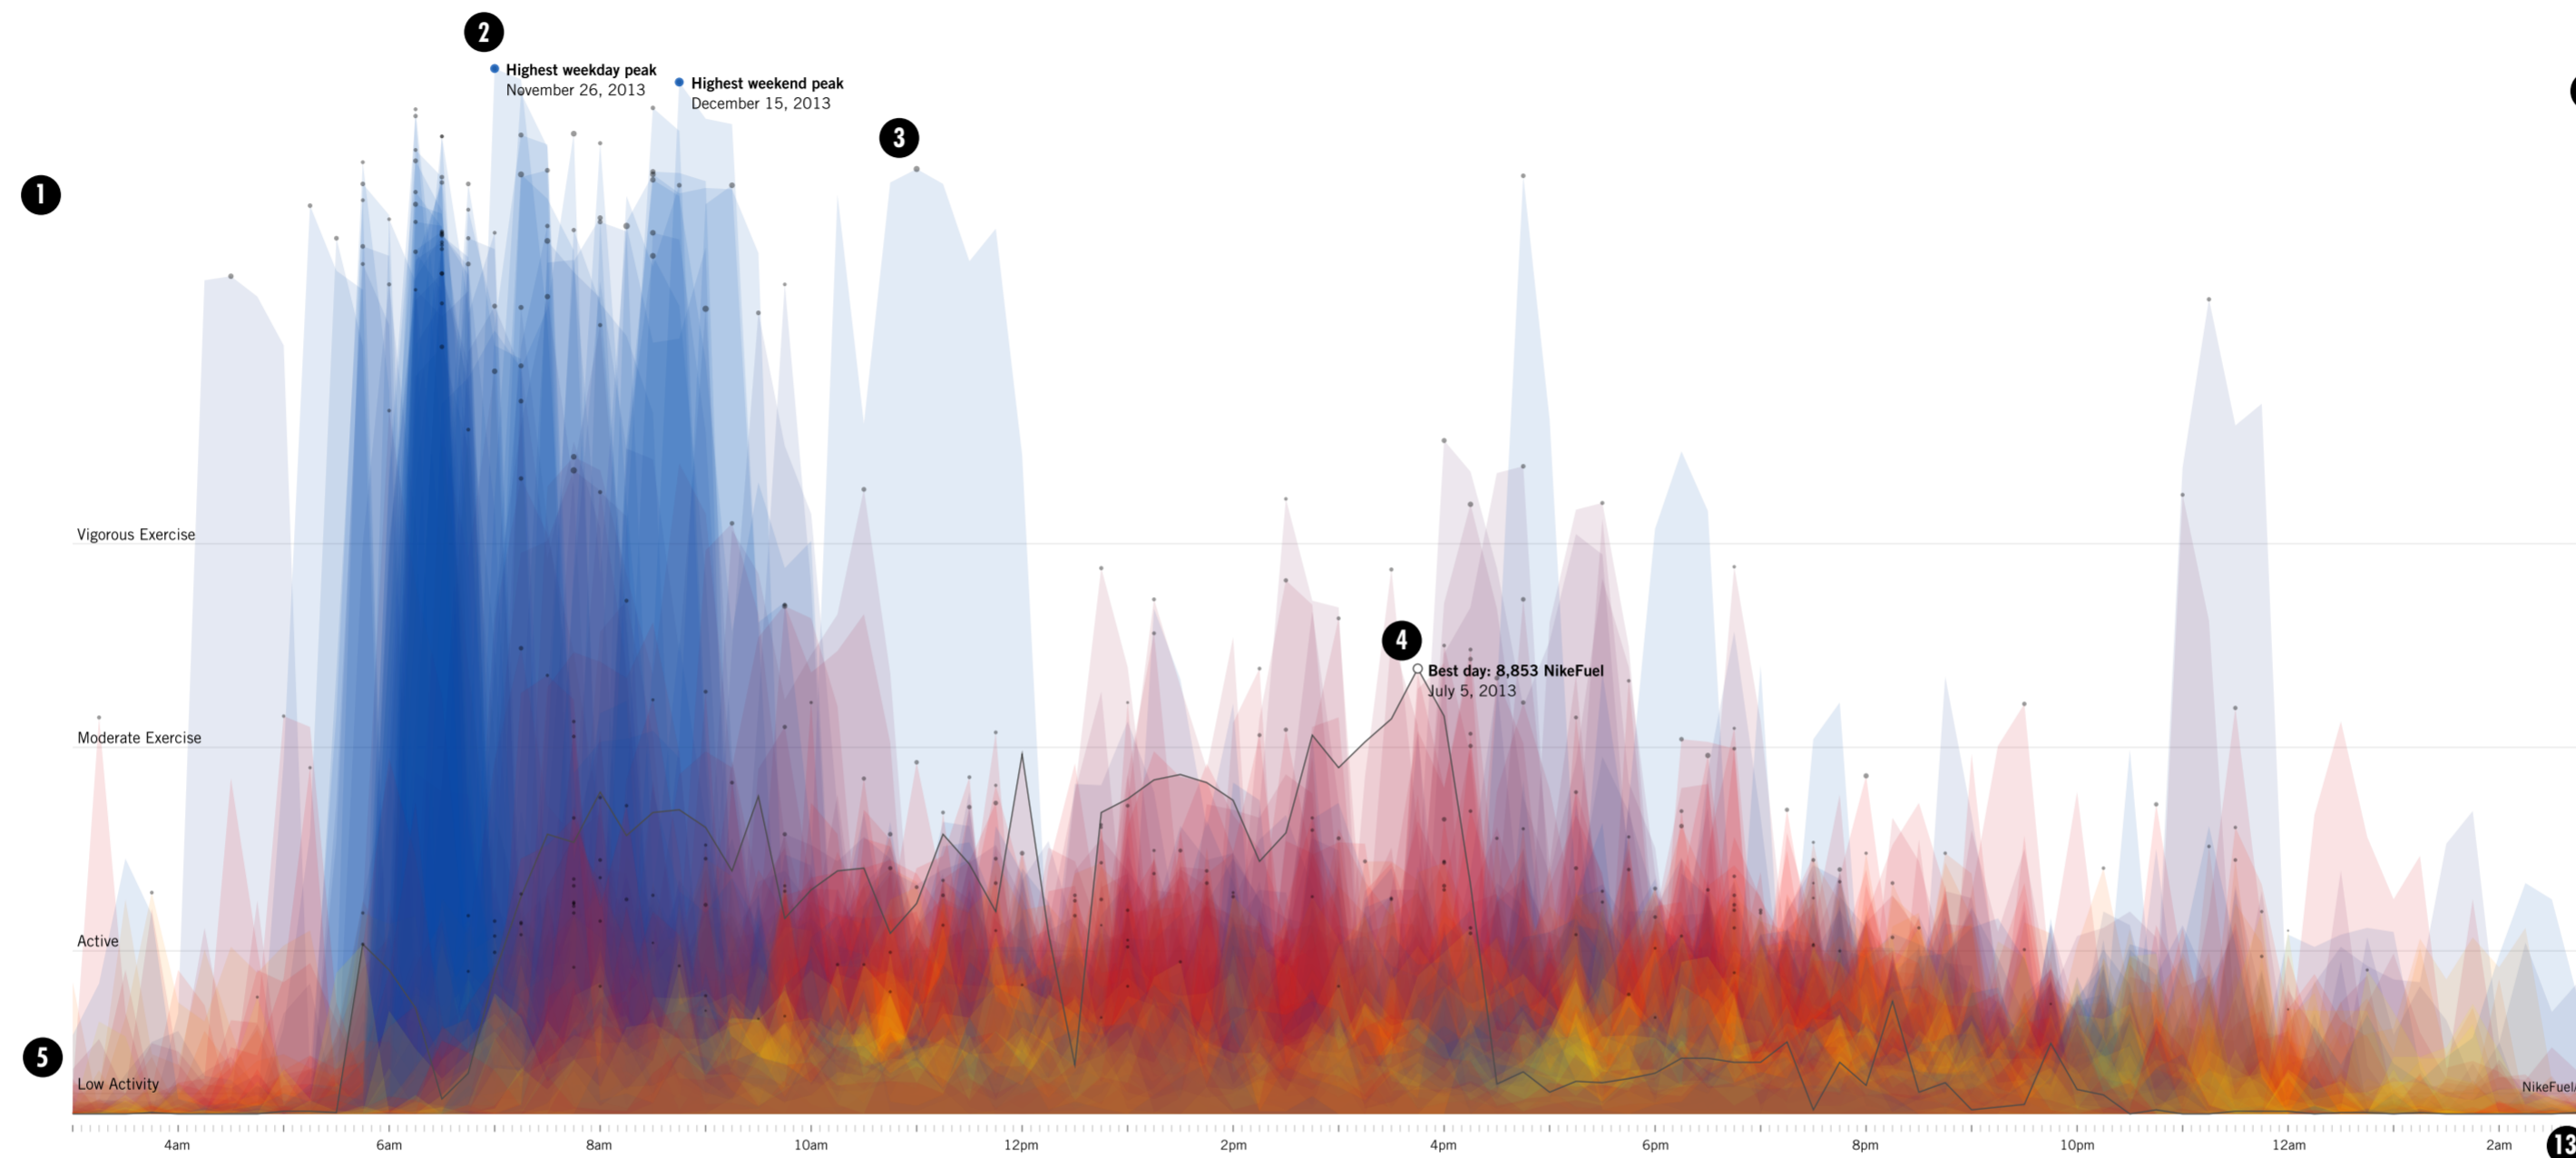 2
Highest weekday peak
November 26, 2013
Highest weekend peak
December 15, 2013
3
1
Vigorous Exercise
4
Best day: 8,853 NikeFuel
July 5, 2013
Moderate Exercise
Active
5
Low Activity
NikeFuel/
4am 6am 8am 10am 12pm 2pm 4pm 6pm 8pm 10pm 12am 2am 13